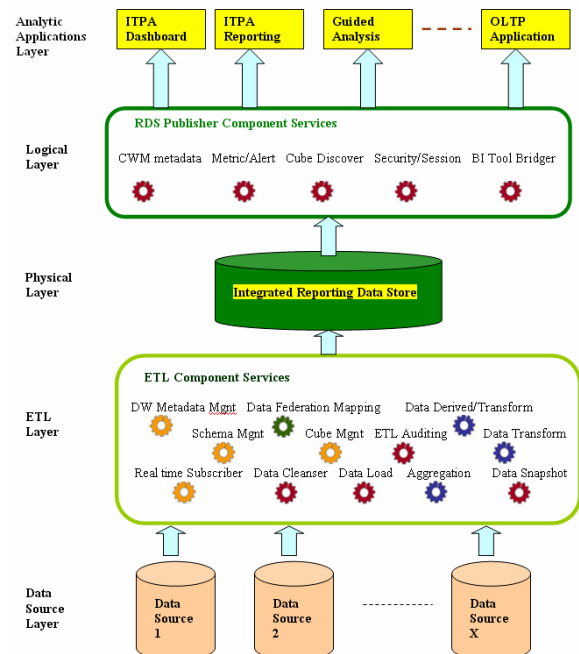 Analytic
Applications
Layer
ITPA
Dashboard
ITPA
Reporting
Guided
Analysis
OLTP
Application
RDS Publisher Component Services
Logical
Layer
CWM metadata
Metric/Alert
Cube Discover
Security/Session
BI Tool Bridger
Physical
Layer
Integrated Reporting Data Store
ETL Component Services
ETL
Layer
DW Metadata Mgnt
Data Federation Mapping
Data Derived/Transform
Schema Mgnt
Cube Mgnt
ETL Auditing
Data Transform
Real time Subscriber
Data Cleanser
Data Load
Aggregation
Data Snapshot
Data
Source
Layer
Data
Source
1
Data
Source
2
Data
Source
X